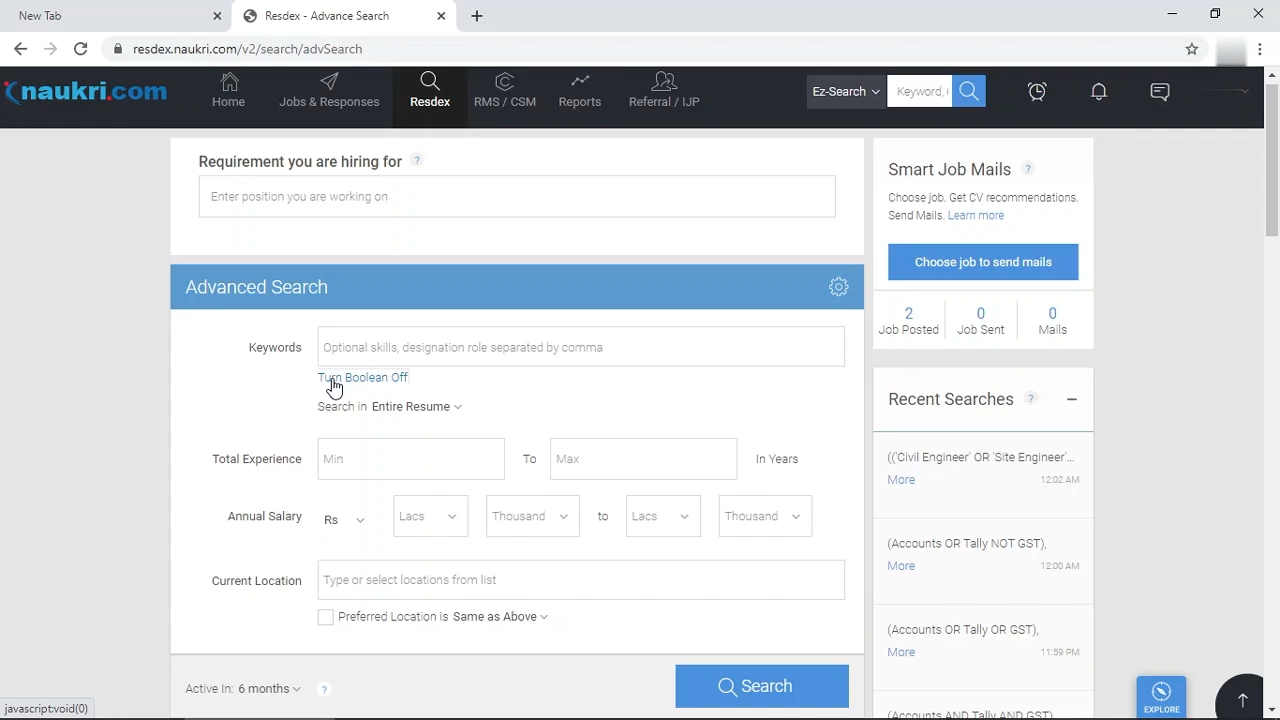 New Tab
Resdex - Advance Search
resdex.naukri.com/v2/search/advSearch
naukri.com
Home
Jobs & Responses
Resdex
RMS / CSM
Reports
Referral / IJP
Ez-Search
Keyword, (
Requirement you are hiring for ?
Enter position you are working on
Advanced Search
Keywords
Optional skills, designation role separated by comma
Turn Boolean Off
Search in Entire Resume
Total Experience
Min
To
Max
In Years
Annual Salary
Rs
Lacs
Thousand
to
Lacs
Thousand
Current Location
Type or select locations from list
Preferred Location is Same as Above
Active In: 6 months ?
Search
Smart Job Mails ?
Choose job. Get CV recommendations.
Send Mails. Learn more
Choose job to send mails
2
Job Posted
0
Job Sent
0
Mails
Recent Searches ?
(('Civil Engineer' OR 'Site Engineer'...
More
12:02 AM
(Accounts OR Tally NOT GST),
More
12:00 AM
(Accounts OR Tally OR GST),
More
11:59 PM
(Accounts AND Tally AND GST)
EXPLORE
javascript:void(0)